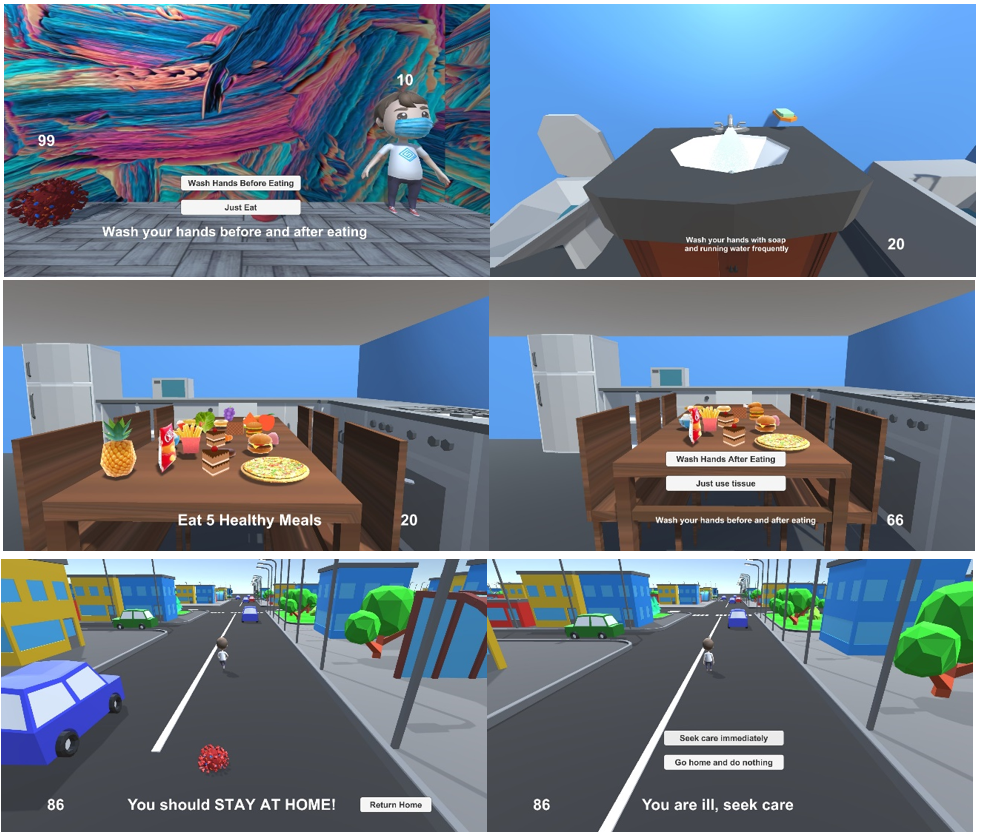 10
99
Wash Hands Before Eating
Just Eat
Wash your hands before and after eating
Wash your hands with soap
and running water frequently
20
Eat 5 Healthy Meals
20
Wash Hands After Eating
Just use tissue
Wash your hands before and after eating
66
86
You should STAY AT HOME!
Return Home
Seek care immediately
Go home and do nothing
86
You are ill, seek care